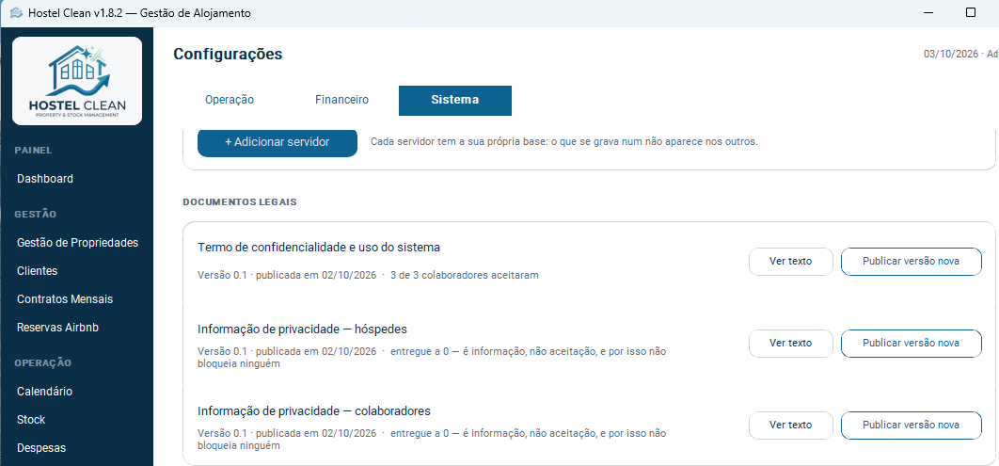 Hostel Clean v1.8.2 — Gestão de Alojamento
HOSTEL CLEAN
PROPERTY & STOCK MANAGEMENT
PAINEL
Dashboard
GESTÃO
Gestão de Propriedades
Clientes
Contratos Mensais
Reservas Airbnb
OPERAÇÃO
Calendário
Stock
Despesas
Configurações
03/10/2026 · Ad
Operação
Financeiro
Sistema
+ Adicionar servidor
Cada servidor tem a sua própria base: o que se grava num não aparece nos outros.
DOCUMENTOS LEGAIS
Termo de confidencialidade e uso do sistema
Versão 0.1 · publicada em 02/10/2026 · 3 de 3 colaboradores aceitaram
Ver texto
Publicar versão nova
Informação de privacidade — hóspedes
Versão 0.1 · publicada em 02/10/2026 · entregue a 0 — é informação, não aceitação, e por isso não
bloqueia ninguém
Ver texto
Publicar versão nova
Informação de privacidade — colaboradores
Versão 0.1 · publicada em 02/10/2026 · entregue a 0 — é informação, não aceitação, e por isso não
bloqueia ninguém
Ver texto
Publicar versão nova